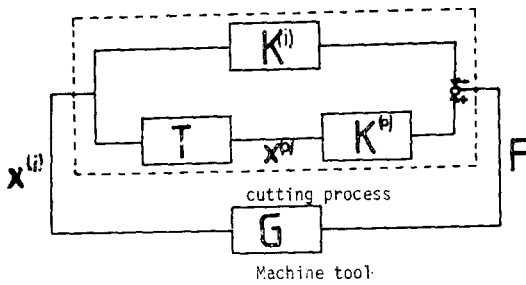 K(i)
T
X(o)
K(o)
X(i)
F
cutting process
G
Machine tool